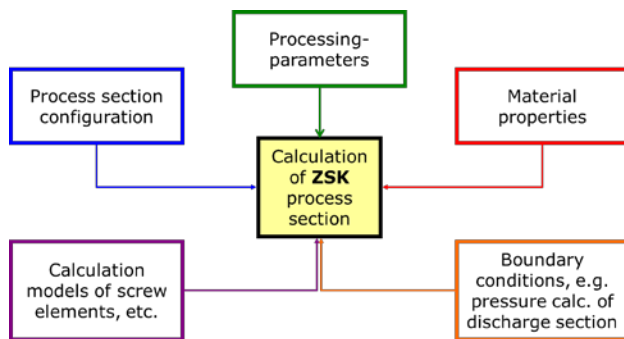 Processing-
parameters
Process section
configuration
Material
properties
Calculation
of ZSK
process
section
Calculation
models of screw
elements, etc.
Boundary
conditions, e.g.
pressure calc. of
discharge section